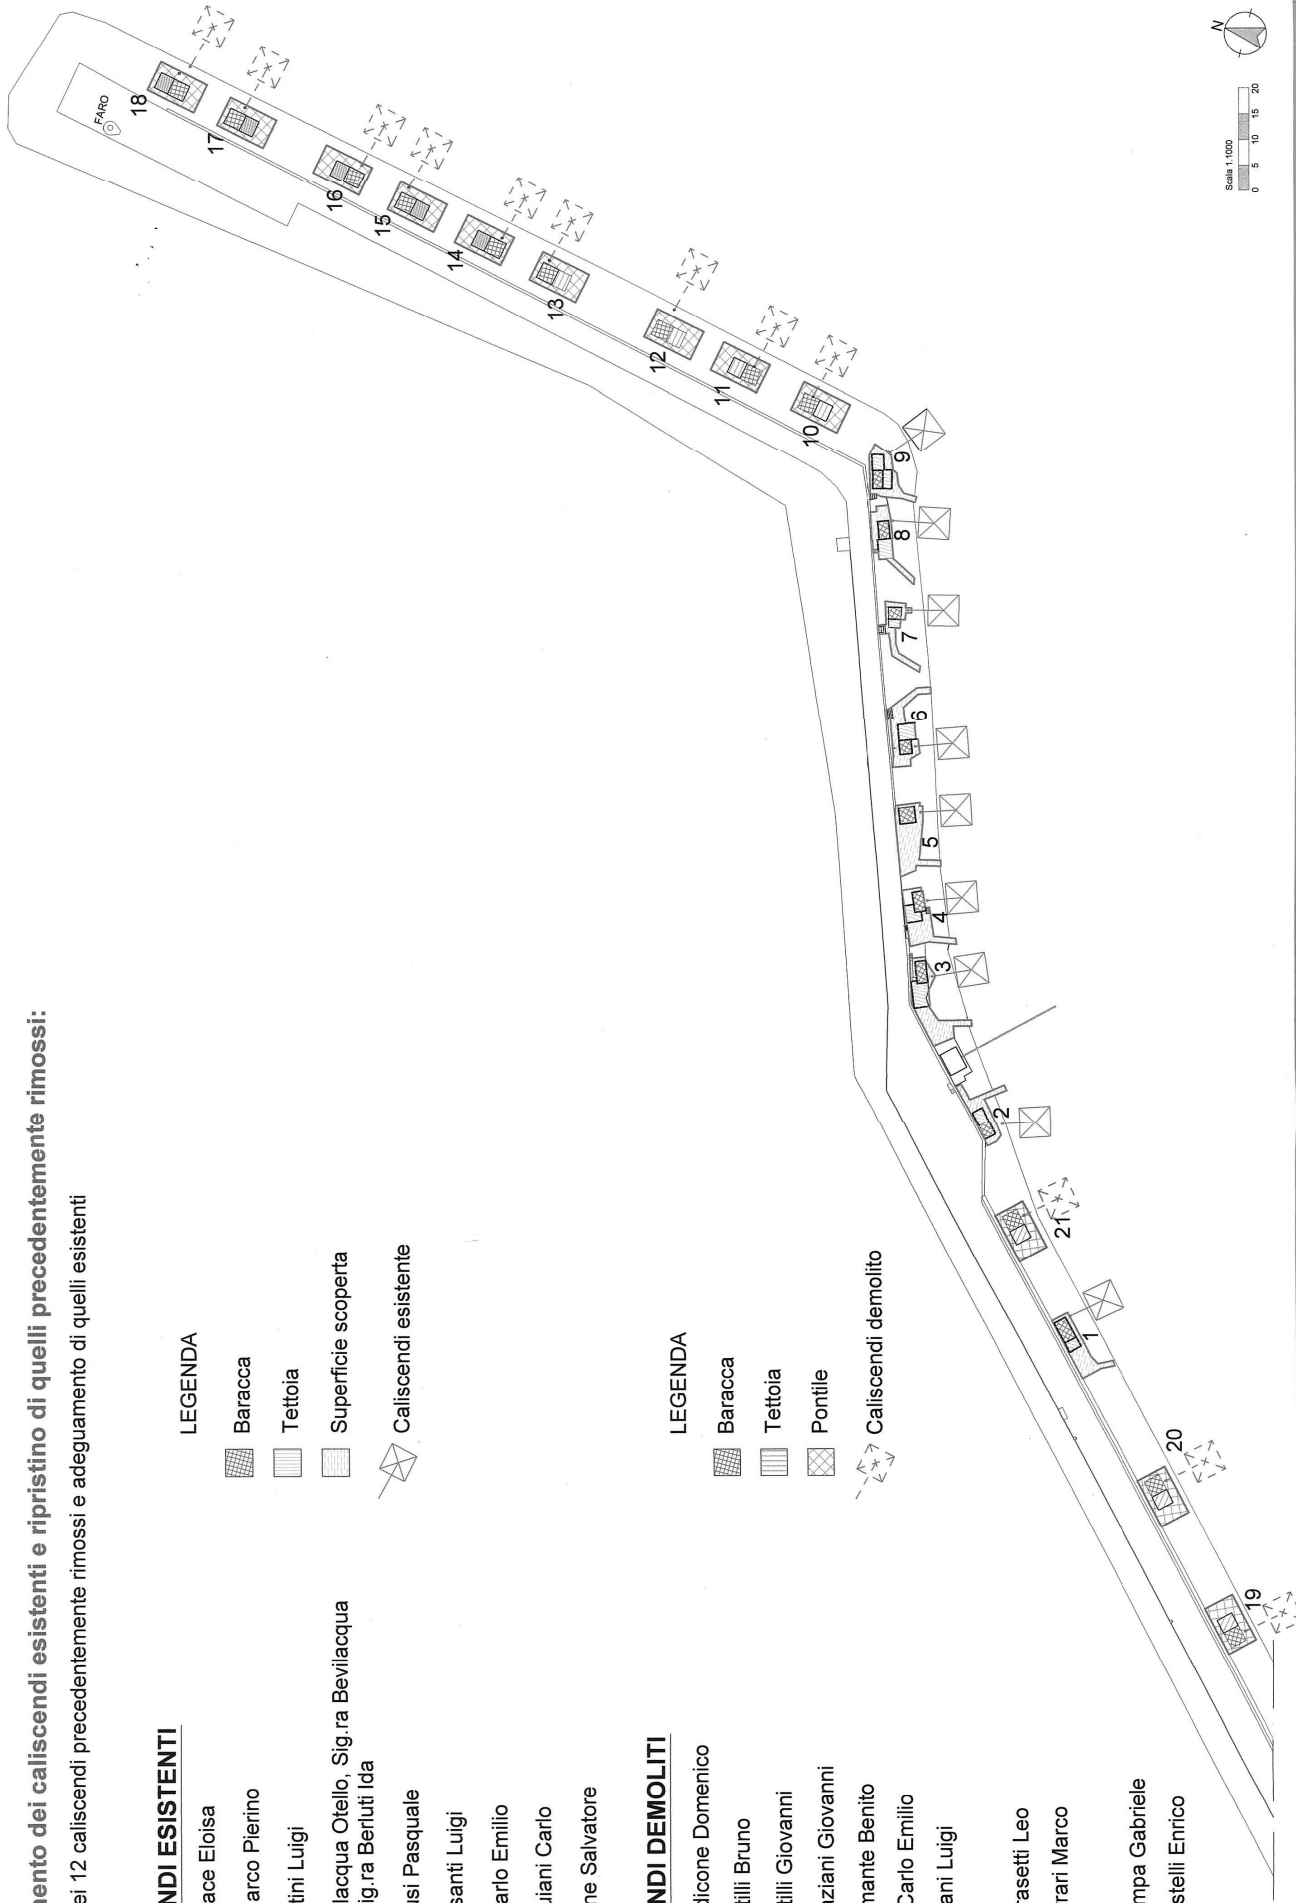 mento dei caliscendi esistenti e ripristino di quelli precedentemente rimossi:
ei 12 caliscendi precedentemente rimossi e adeguamento di quelli esistenti
NDI ESISTENTI
ace Eloisa
arco Pierino
tini Luigi
lacqua Otello, Sig.ra Bevilacqua
ig.ra Berluti Ida
usi Pasquale
santi Luigi
arlo Emilio
uiani Carlo
ne Salvatore
LEGENDA
Baracca
Tettoia
Superficie scoperta
Caliscendi esistente
NDI DEMOLITI
dicone Domenico
tilli Bruno
tilli Giovanni
aziani Giovanni
mante Benito
Carlo Emilio
ani Luigi
rasetti Leo
rrari Marco
mpa Gabriele
stelli Enrico
LEGENDA
Baracca
Tettoia
Pontile
Caliscendi demolito
FARO
18
17
16
15
14
13
12
11
10
9
8
7
6
5
4
3
2
21
1
20
19
N
Scala 1:1000
0 5 10 15 20